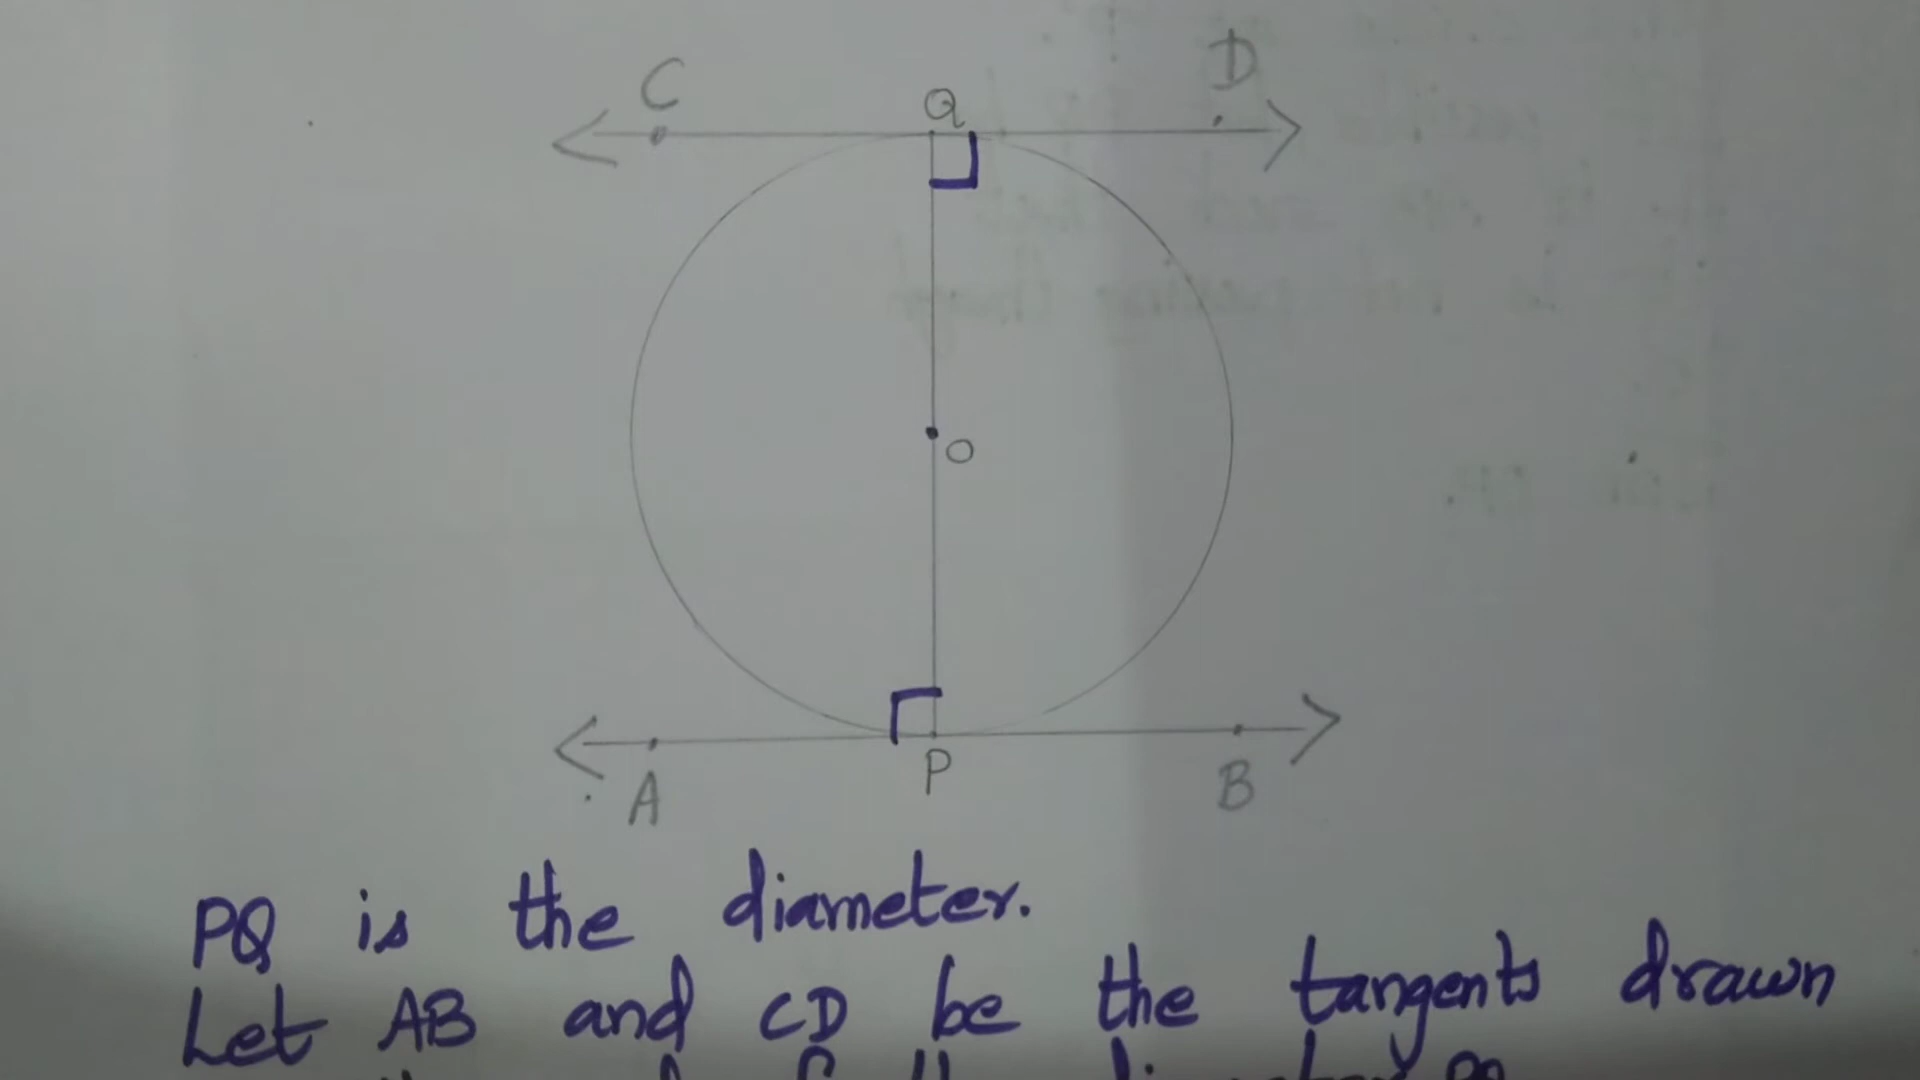 C
D
Q
O
P
A
B
PQ is the diameter.
Let AB and CD be the tangents drawn